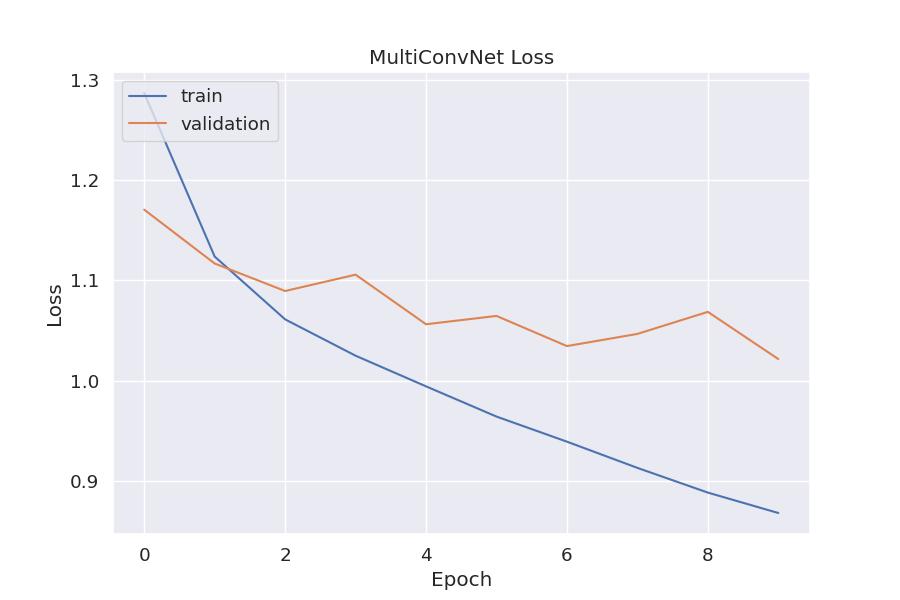 MultiConvNet Loss
train
validation
1.3
1.2
1.1
1.0
0.9
Loss
0
2
4
6
8
Epoch